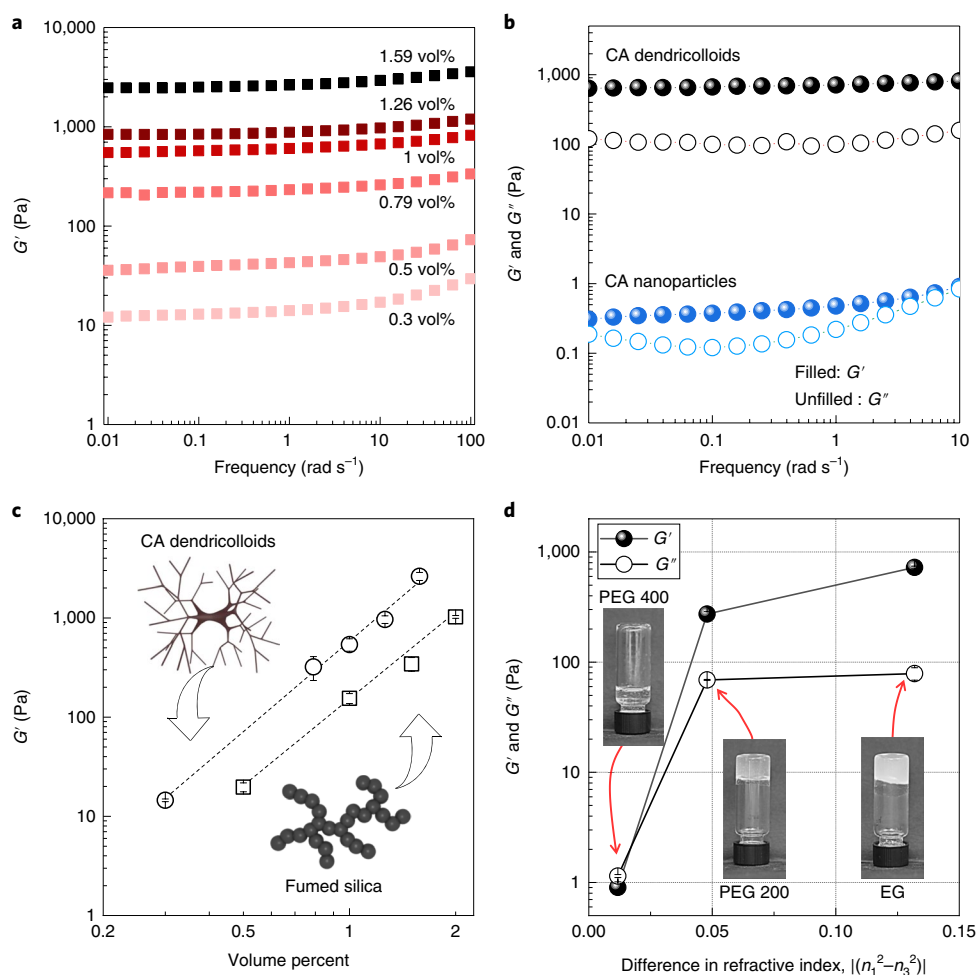 a
10,000
1,000
100
10
1
G′ (Pa)
1.59 vol%
1.26 vol%
1 vol%
0.79 vol%
0.5 vol%
0.3 vol%
0.01
0.1
1
10
100
Frequency (rad s⁻¹)
b
1,000
100
10
1
0.1
0.01
G′ and G″ (Pa)
CA dendricolloids
CA nanoparticles
Filled: G′
Unfilled : G″
0.01
0.1
1
10
Frequency (rad s⁻¹)
c
10,000
1,000
100
10
1
G′ (Pa)
CA dendricolloids
Fumed silica
0.2
1
2
Volume percent
d
1,000
100
10
1
G′ and G″ (Pa)
G′
G″
PEG 400
PEG 200
EG
0.00
0.05
0.10
0.15
Difference in refractive index, |(n₁²–n₃²)|